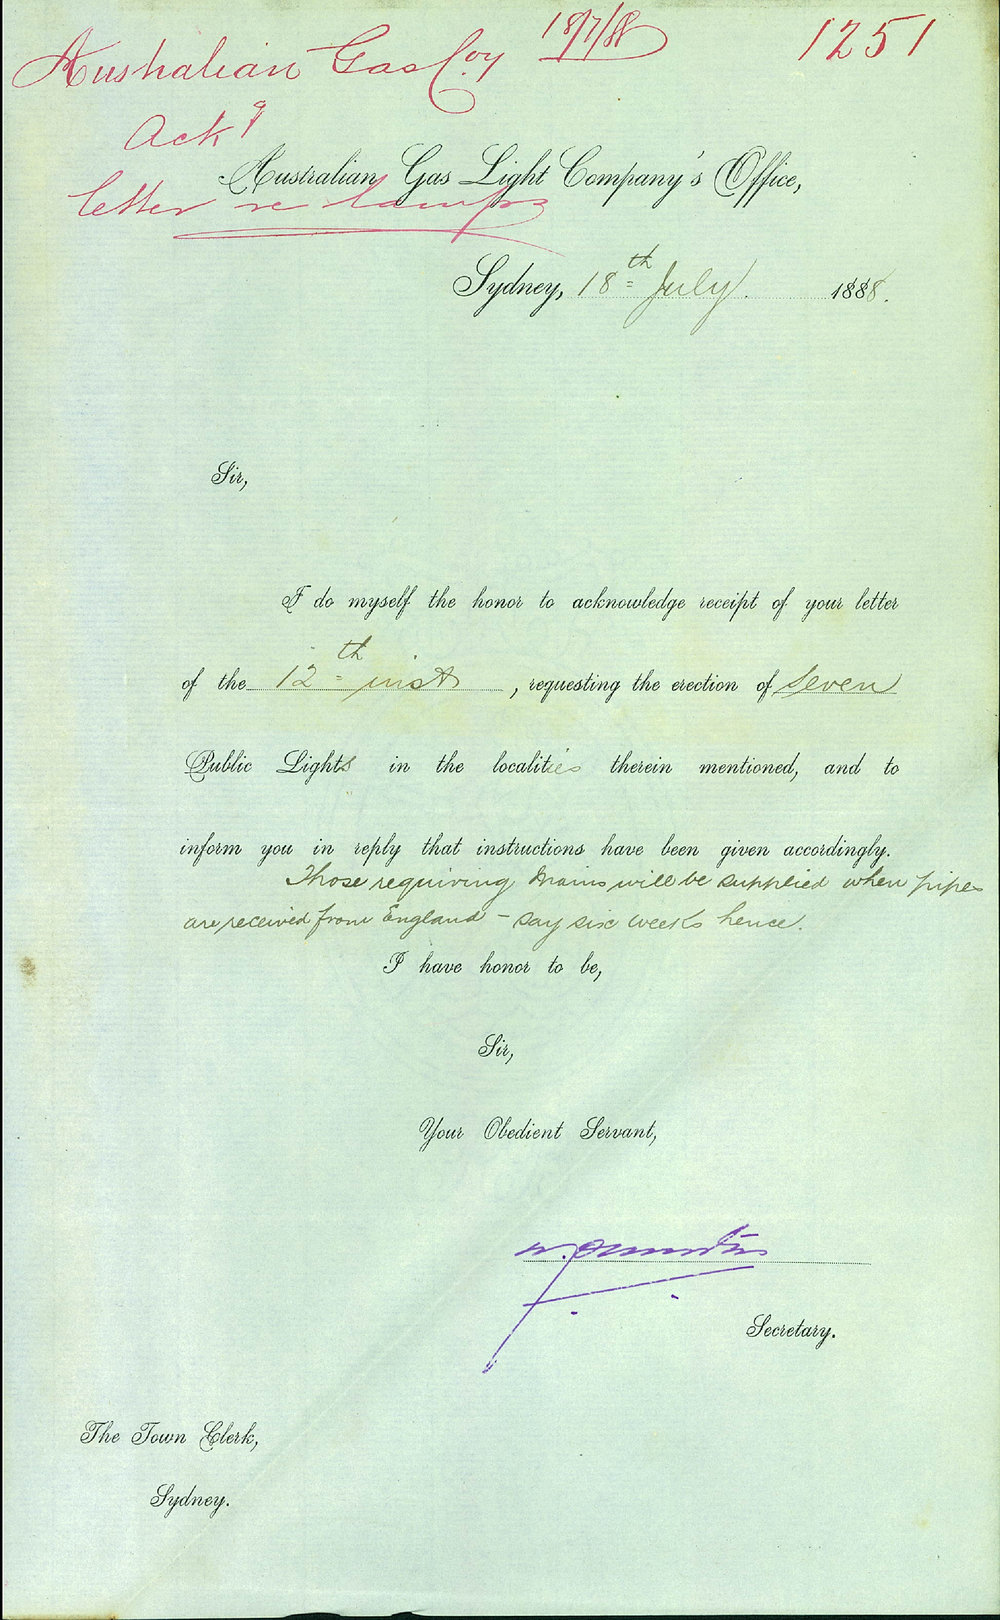 Australian Gas Coy 18/7/88 1251
Ackg
letter re lamps
Australian Gas Light Company's Office,
Sydney, 18th July. 1888.
Sir,
I do myself the honor to acknowledge receipt of your letter
of the 12th inst, requesting the erection of Seven
Public Lights in the localities therein mentioned, and to
inform you in reply that instructions have been given accordingly.
Those requiring Mains will be supplied when pipes
are received from England - say six weeks hence.
I have honor to be,
Sir,
Your Obedient Servant,
Secretary.
The Town Clerk,
Sydney.